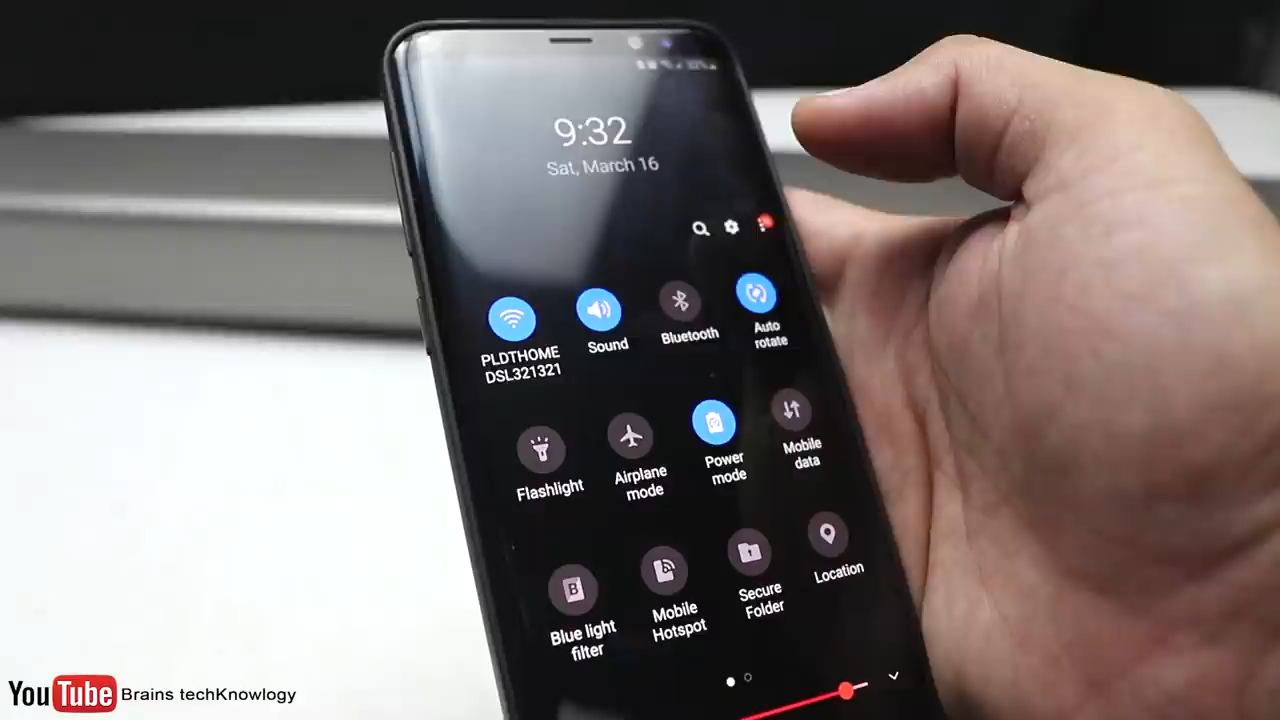 9:32
Sat, March 16
PLDTHOME
DSL321321
Sound
Bluetooth
Auto
rotate
Flashlight
Airplane
mode
Power
mode
Mobile
data
B
Blue light
filter
Mobile
Hotspot
Secure
Folder
Location
YouTube Brains techKnowlogy